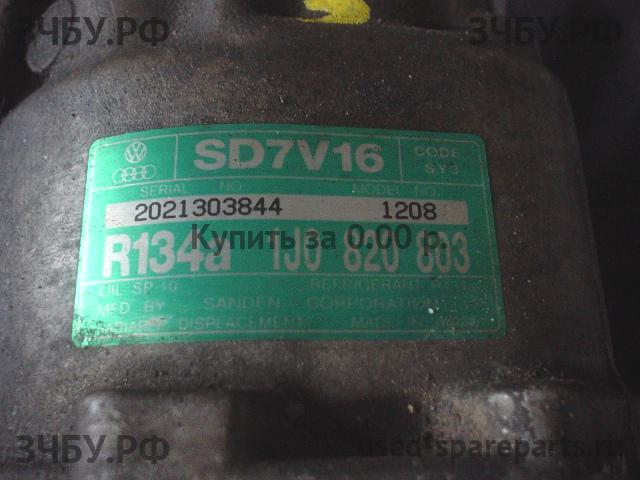 ЗЧБУ.РФ ЗЧБУ.РФ
SD7V16 CODE
SY3
SERIAL NO MODEL NO
2021303844 1208
Купить за 0.00 р.
R134a 1J0 820 803
OIL SP-10 REFRIGERANT
MFD BY SANDEN CORPORATION
VARIABLE DISPLACEMENT MADE IN
ЗЧБУ.РФ used-spareparts.ru